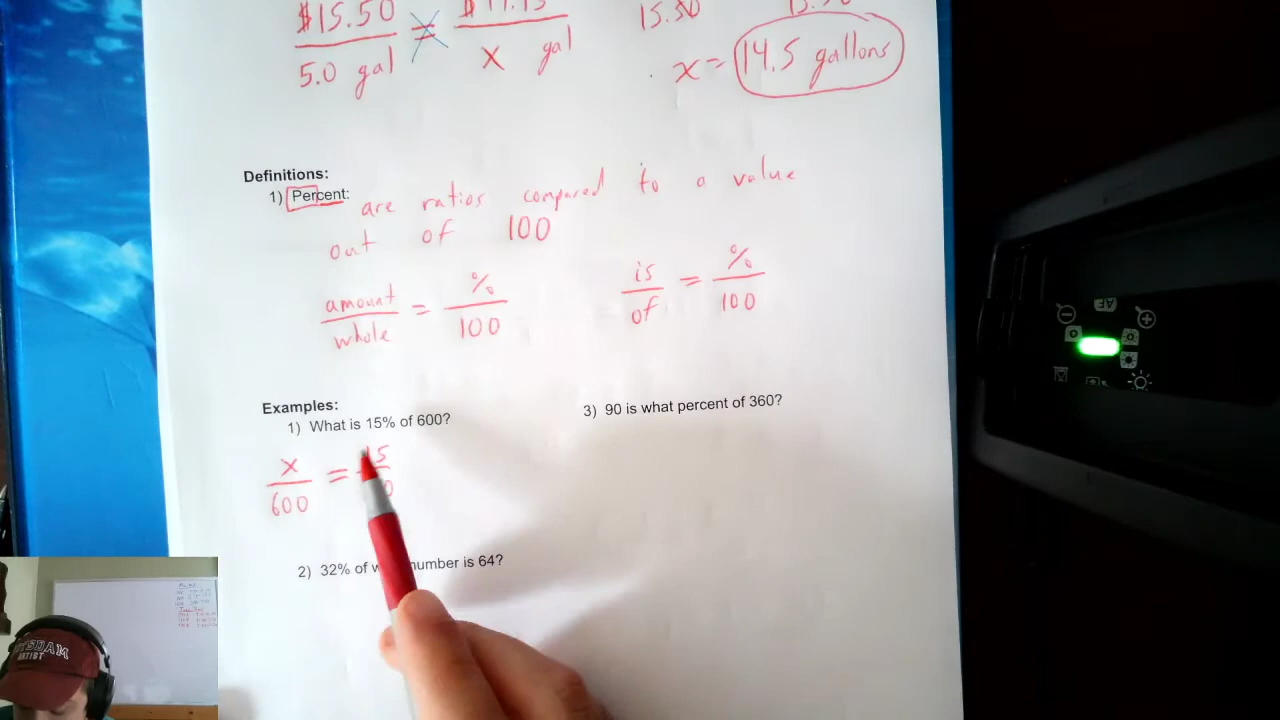 $15.50 = $
5.0 gal x gal
15.50
x = 14.5 gallons
Definitions:
1) Percent: are ratios compared to a value
out of 100
amount = %
whole 100
is = %
of 100
Examples:
1) What is 15% of 600?
x = 15
600
2) 32% of number is 64?
3) 90 is what percent of 360?
AF